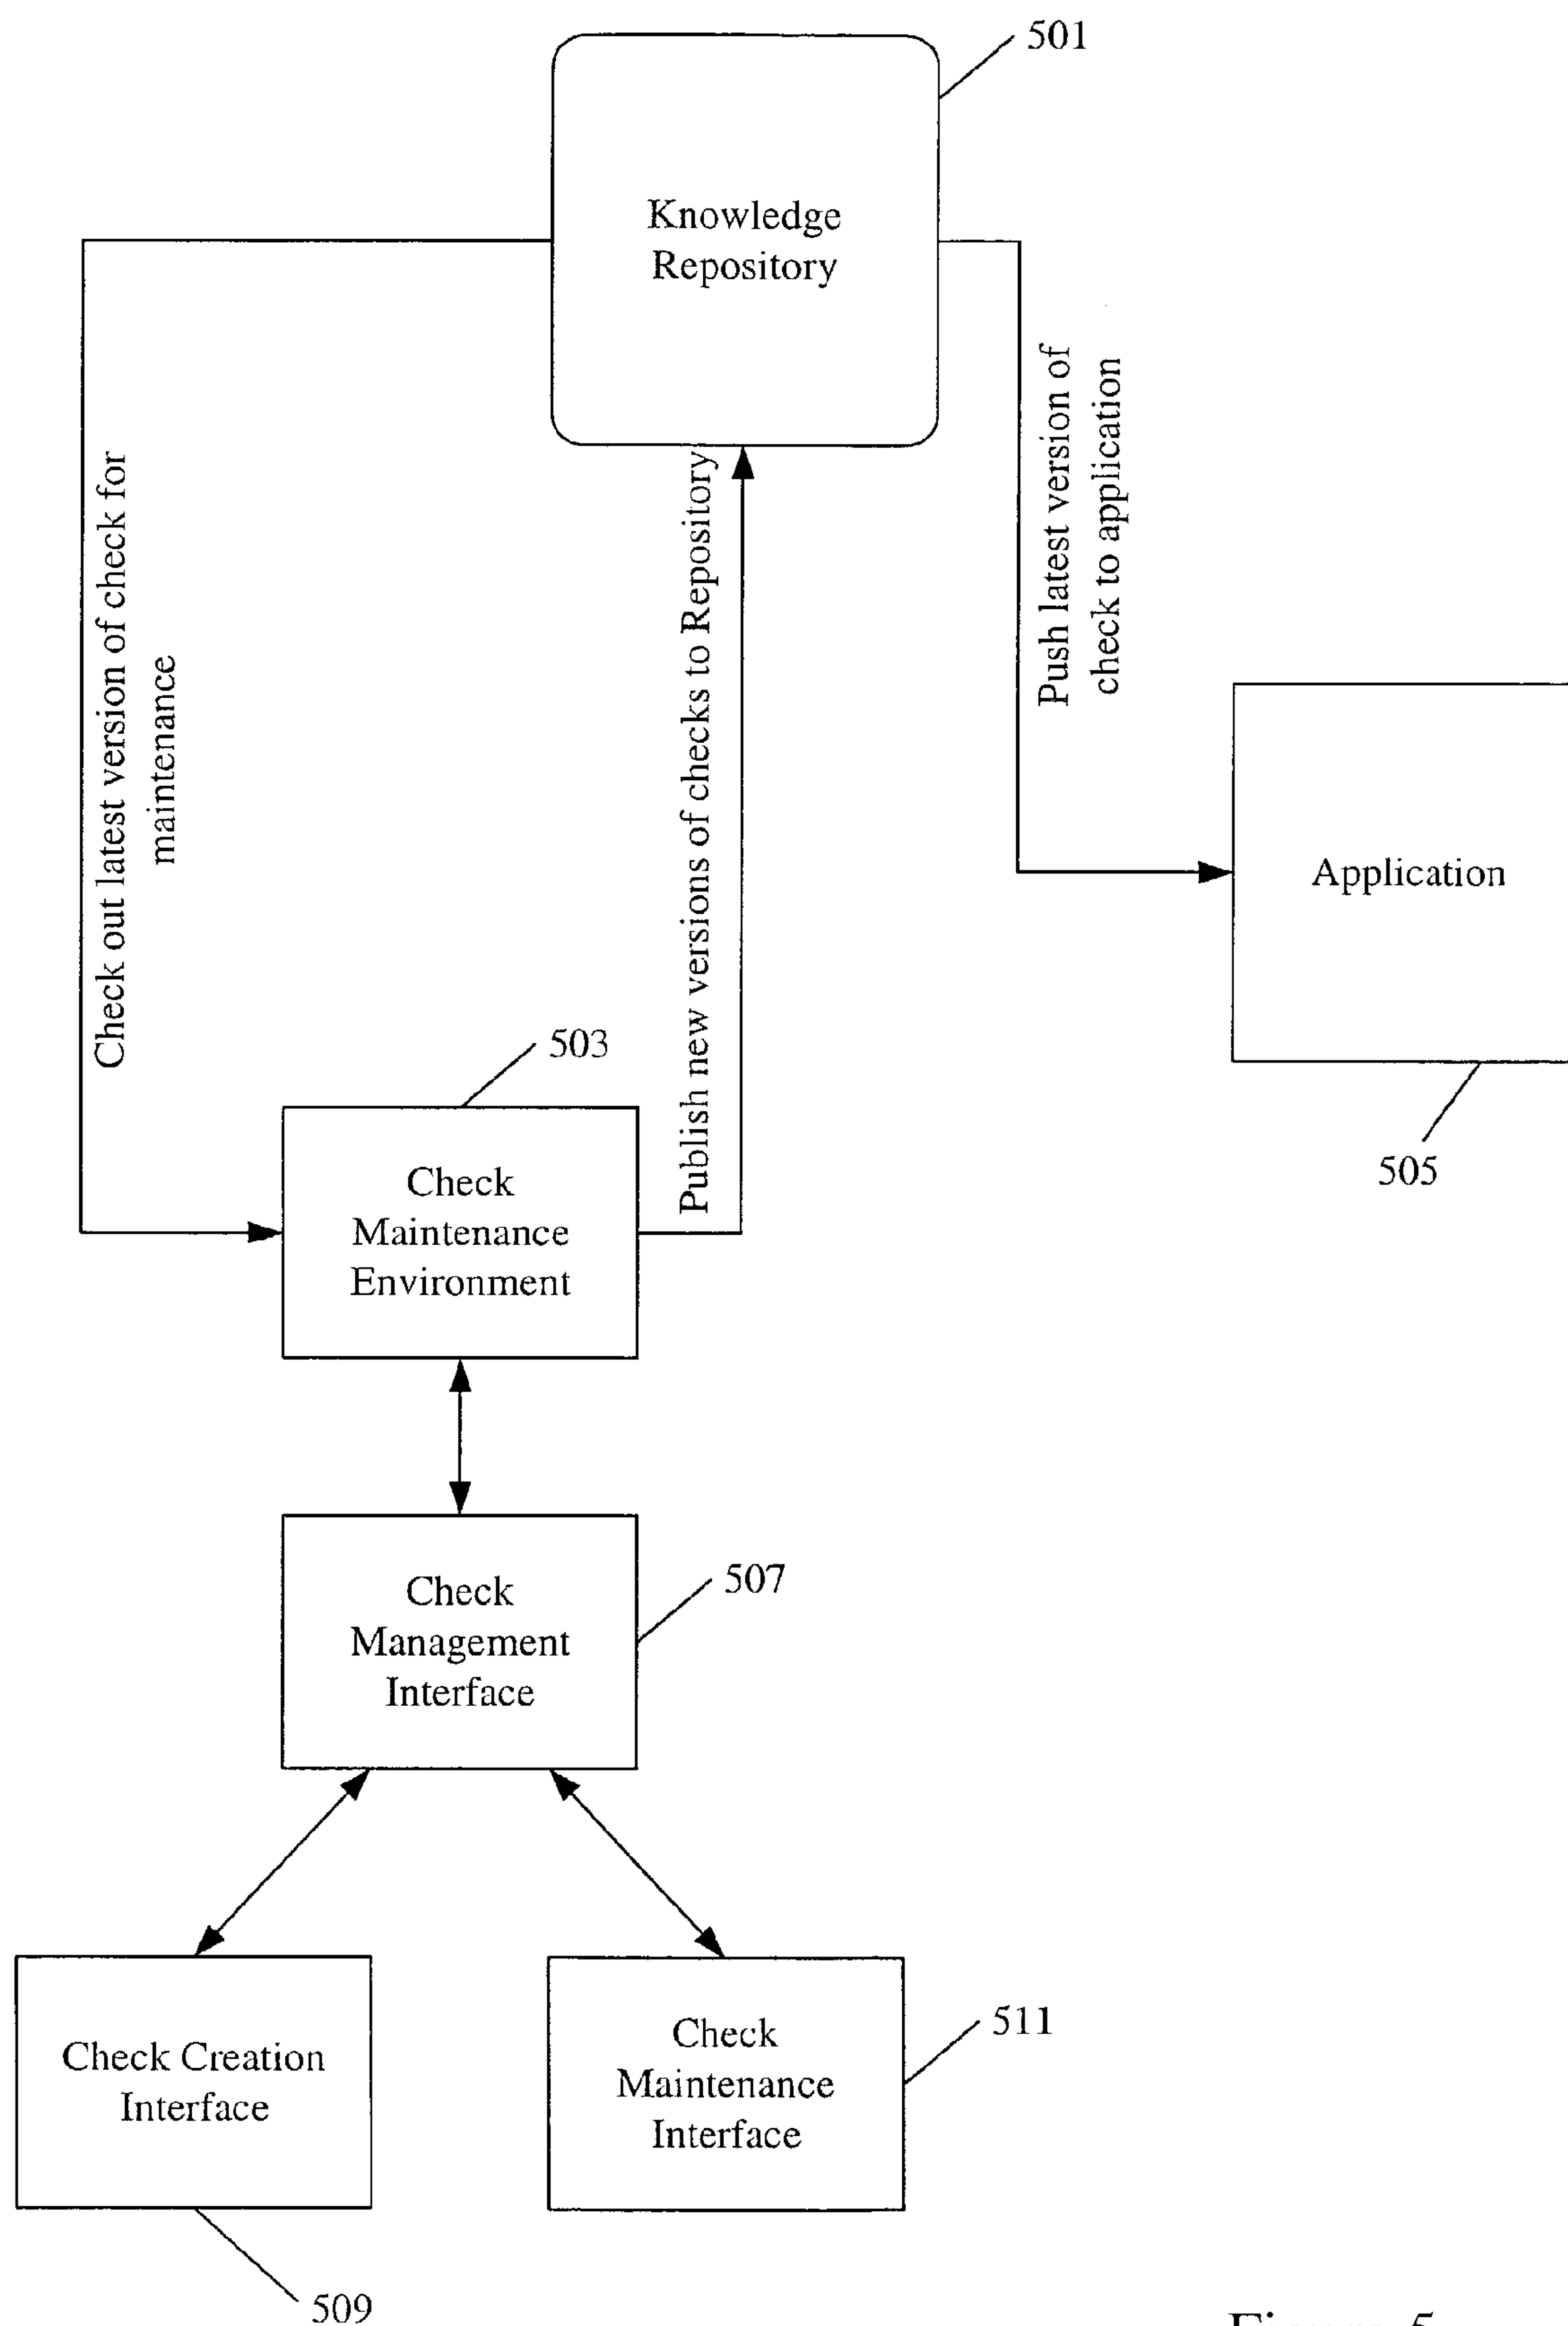 501
Knowledge
Repository
Push latest version of
check to application
Check out latest version of check for
maintenance
Publish new versions of checks to Repository
Application
503
505
Check
Maintenance
Environment
507
Check
Management
Interface
511
Check Creation
Interface
Check
Maintenance
Interface
509
Figure 5